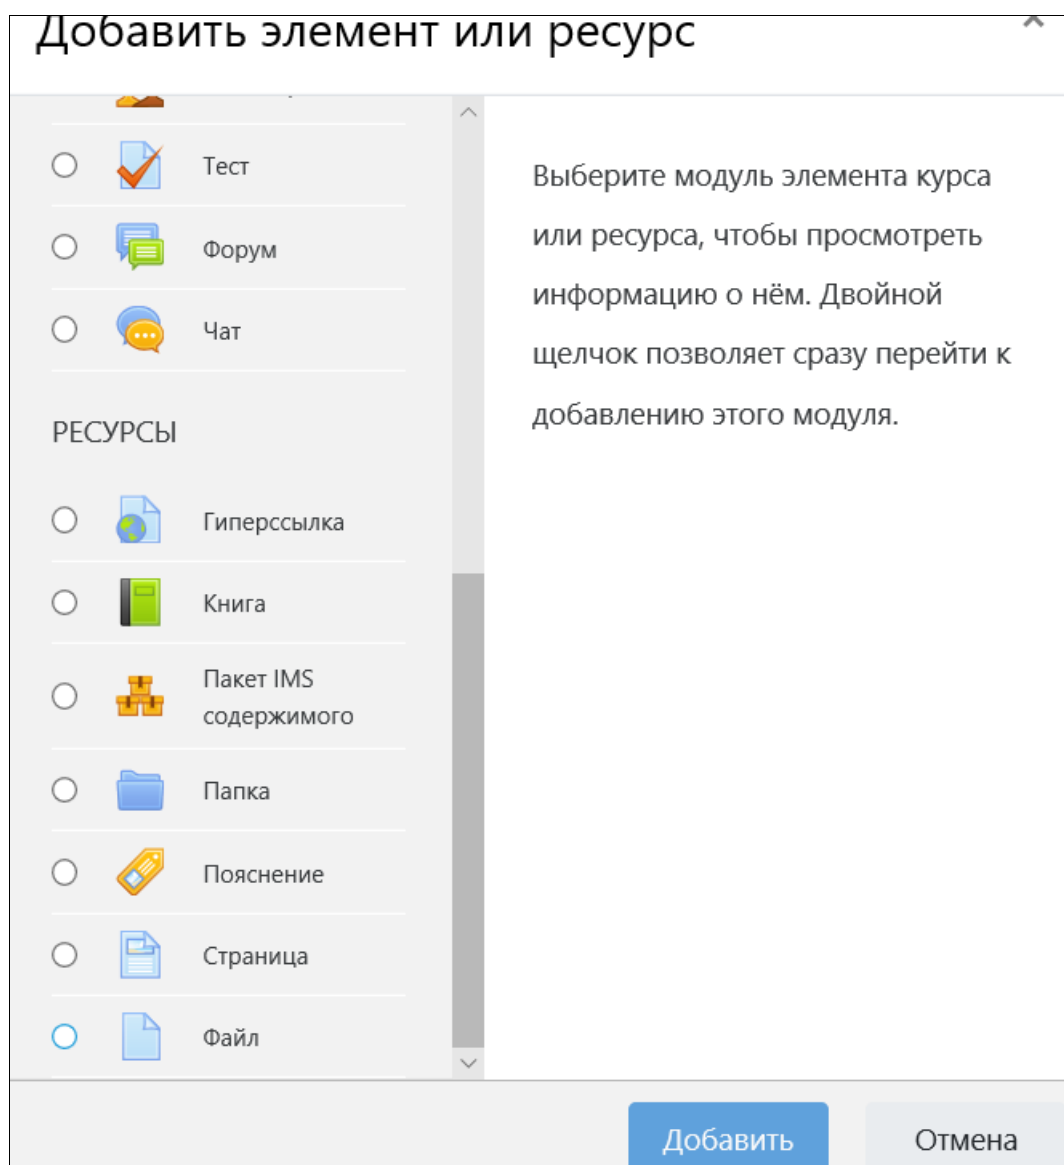 Добавить элемент или ресурс
Тест
Форум
Чат
РЕСУРСЫ
Гиперссылка
Книга
Пакет IMS
содержимого
Папка
Пояснение
Страница
Файл
Выберите модуль элемента курса
или ресурса, чтобы просмотреть
информацию о нём. Двойной
щелчок позволяет сразу перейти к
добавлению этого модуля.
Добавить
Отмена